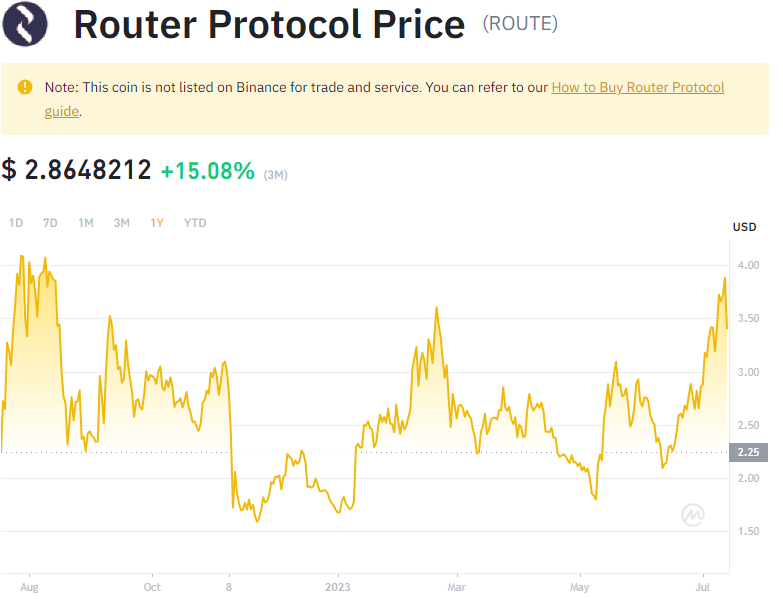 Router Protocol Price (ROUTE)
Note: This coin is not listed on Binance for trade and service. You can refer to our How to Buy Router Protocol
guide.
$ 2.8648212 +15.08% (3M)
1D 7D 1M 3M 1Y YTD
USD
4.00
3.50
3.00
2.50
2.25
2.00
1.50
Aug Oct 8 2023 Mar May Jul